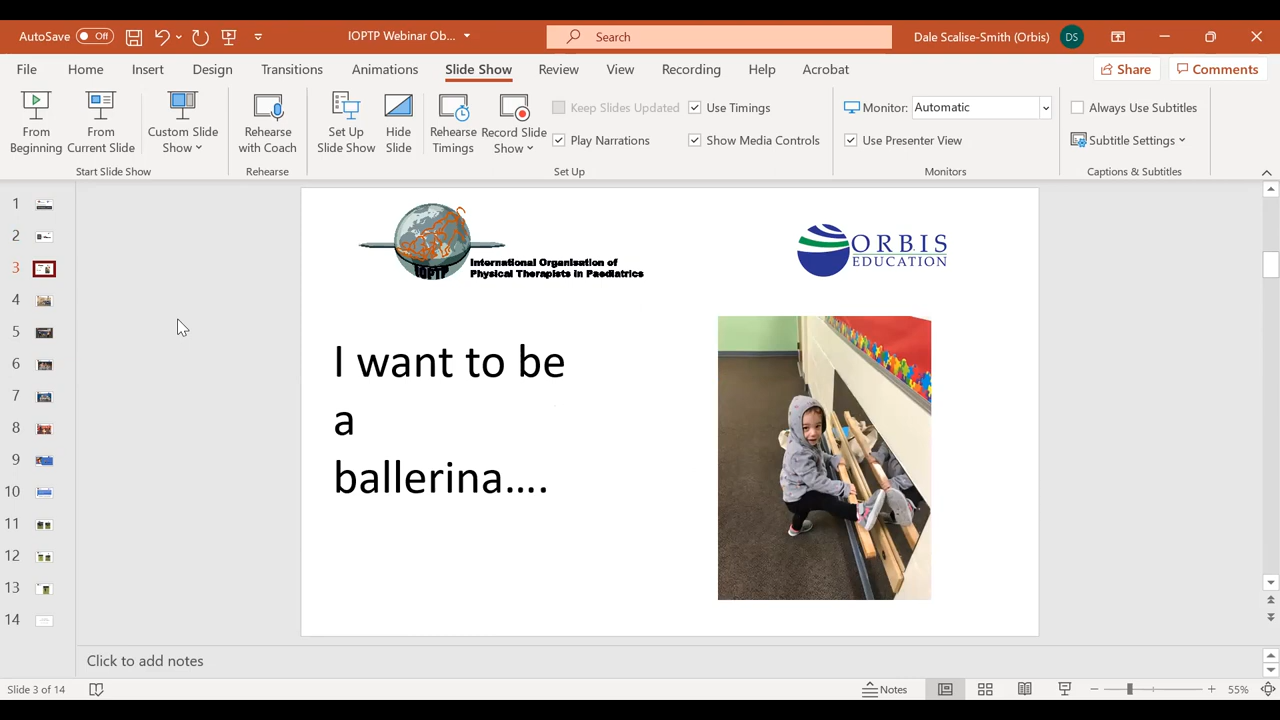 AutoSave Off
IOPTP Webinar Ob...
Search
Dale Scalise-Smith (Orbis) DS
File Home Insert Design Transitions Animations Slide Show Review View Recording Help Acrobat
Share Comments
From Beginning
From Current Slide
Custom Slide Show
Rehearse with Coach
Set Up Slide Show
Hide Slide
Rehearse Timings
Record Slide Show
Keep Slides Updated
Play Narrations
Use Timings
Show Media Controls
Monitor: Automatic
Use Presenter View
Always Use Subtitles
Subtitle Settings
Start Slide Show
Rehearse
Set Up
Monitors
Captions & Subtitles
1
2
3
4
5
6
7
8
9
10
11
12
13
14
IOPTP
International Organisation of
Physical Therapists in Paediatrics
ORBIS
EDUCATION
I want to be
a
ballerina....
Click to add notes
Slide 3 of 14
Notes
55%